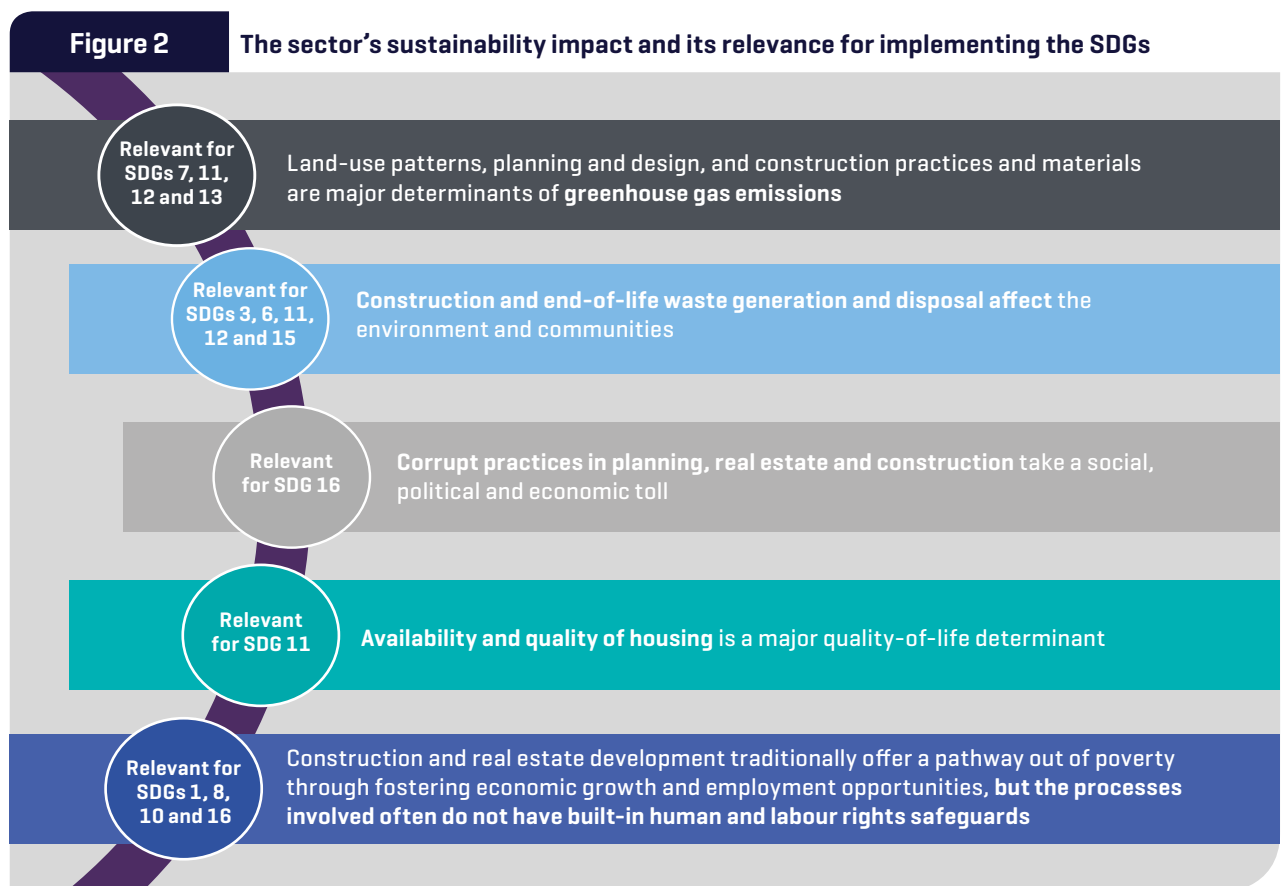 Figure 2
The sector's sustainability impact and its relevance for implementing the SDGs
Relevant for
SDGs 7, 11,
12 and 13
Land-use patterns, planning and design, and construction practices and materials
are major determinants of greenhouse gas emissions
Relevant for
SDGs 3, 6, 11,
12 and 15
Construction and end-of-life waste generation and disposal affect the
environment and communities
Relevant
for SDG 16
Corrupt practices in planning, real estate and construction take a social,
political and economic toll
Relevant
for SDG 11
Availability and quality of housing is a major quality-of-life determinant
Relevant for
SDGs 1, 8,
10 and 16
Construction and real estate development traditionally offer a pathway out of poverty
through fostering economic growth and employment opportunities, but the processes
involved often do not have built-in human and labour rights safeguards